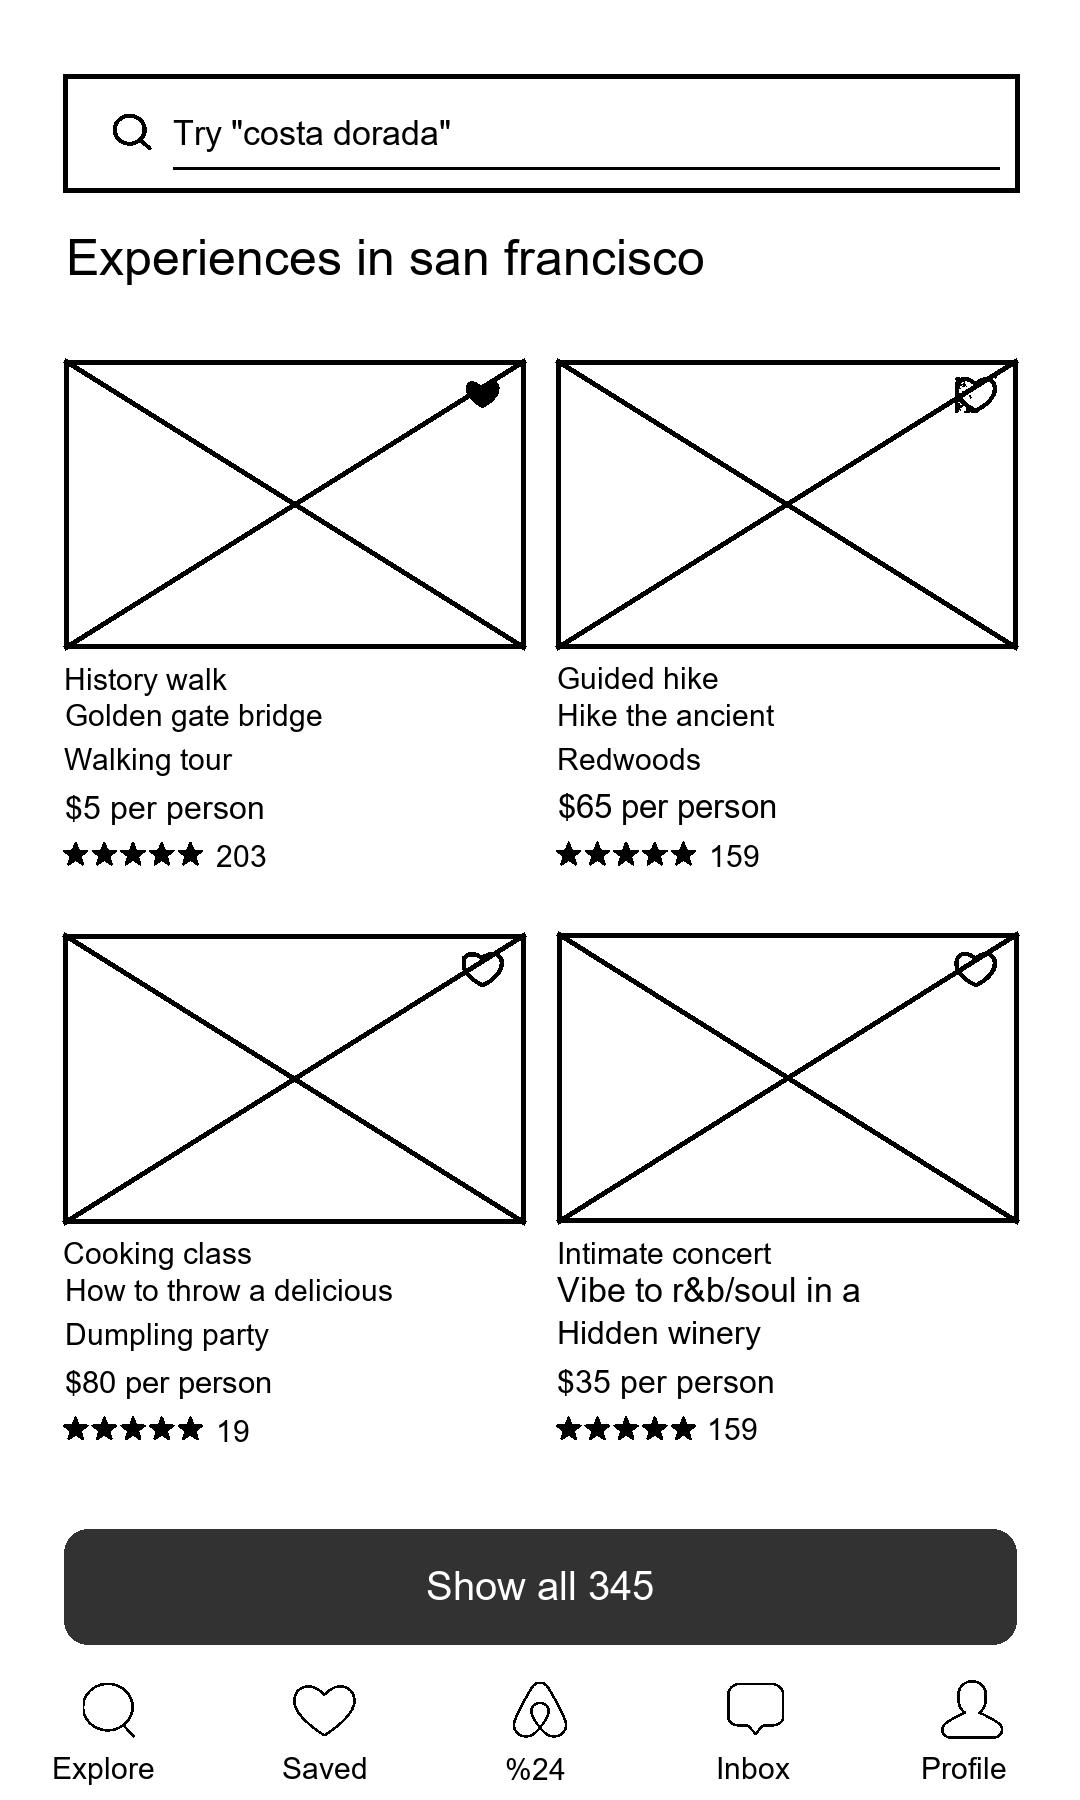 Try "costa dorada"
Experiences in san francisco
History walk
Golden gate bridge
Walking tour
$5 per person
203
Guided hike
Hike the ancient
Redwoods
$65 per person
159
Cooking class
How to throw a delicious
Dumpling party
$80 per person
19
Intimate concert
Vibe to r&b/soul in a
Hidden winery
$35 per person
159
Show all 345
Explore
Saved
%24
Inbox
Profile